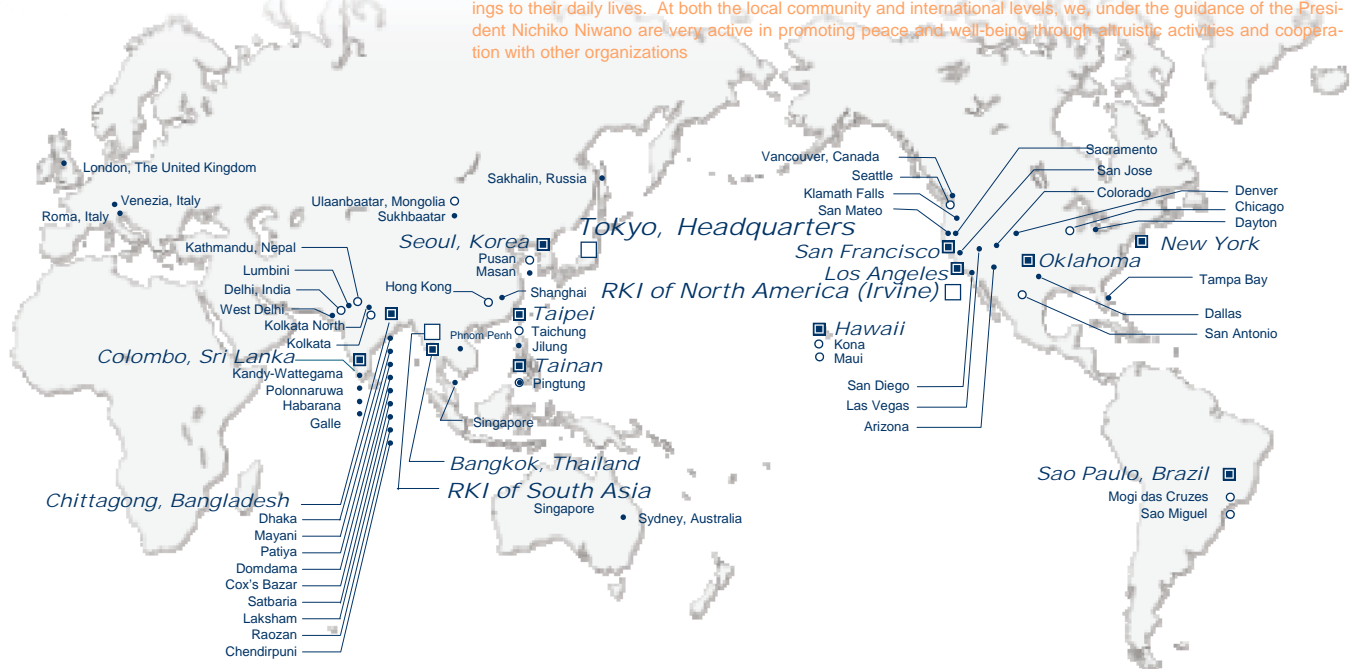 ings to their daily lives. At both the local community and international levels, we, under the guidance of the Presi-
dent Nichiko Niwano are very active in promoting peace and well-being through altruistic activities and coopera-
tion with other organizations
London, The United Kingdom
Venezia, Italy
Roma, Italy
Sakhalin, Russia
Ulaanbaatar, Mongolia
Sukhbaatar
Tokyo, Headquarters
Seoul, Korea
Pusan
Masan
Kathmandu, Nepal
Lumbini
Delhi, India
West Delhi
Kolkata North
Kolkata
Hong Kong
Shanghai
Taipei
Phnom Penh
Taichung
Jilung
Tainan
Pingtung
Colombo, Sri Lanka
Kandy-Wattegama
Polonnaruwa
Habarana
Galle
Singapore
Bangkok, Thailand
RKI of South Asia
Singapore
Sydney, Australia
Chittagong, Bangladesh
Dhaka
Mayani
Patiya
Domdama
Cox's Bazar
Satbaria
Laksham
Raozan
Chendirpuni
Vancouver, Canada
Seattle
Klamath Falls
San Mateo
San Francisco
Los Angeles
RKI of North America (Irvine)
Sacramento
San Jose
Colorado
Denver
Chicago
Dayton
New York
Oklahoma
Tampa Bay
Dallas
San Antonio
Hawaii
Kona
Maui
San Diego
Las Vegas
Arizona
Sao Paulo, Brazil
Mogi das Cruzes
Sao Miguel